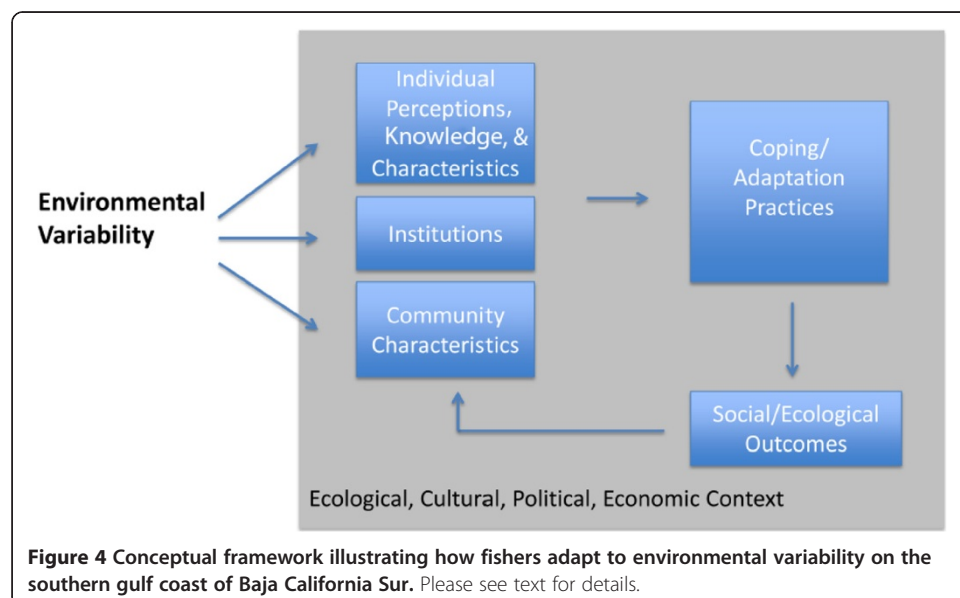 Environmental
Variability
Individual
Perceptions,
Knowledge, &
Characteristics
Institutions
Community
Characteristics
Coping/
Adaptation
Practices
Social/Ecological
Outcomes
Ecological, Cultural, Political, Economic Context
Figure 4 Conceptual framework illustrating how fishers adapt to environmental variability on the
southern gulf coast of Baja California Sur. Please see text for details.